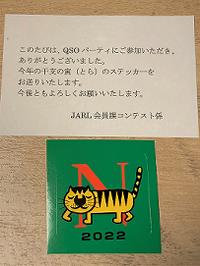 このたびは、QSOパーティにご参加いただき、
ありがとうございました。
今年の干支の寅（とら）のステッカーを
お送りいたします。
今後ともよろしくお願いいたします。
JARL 会員課コンテスト係
N
2022